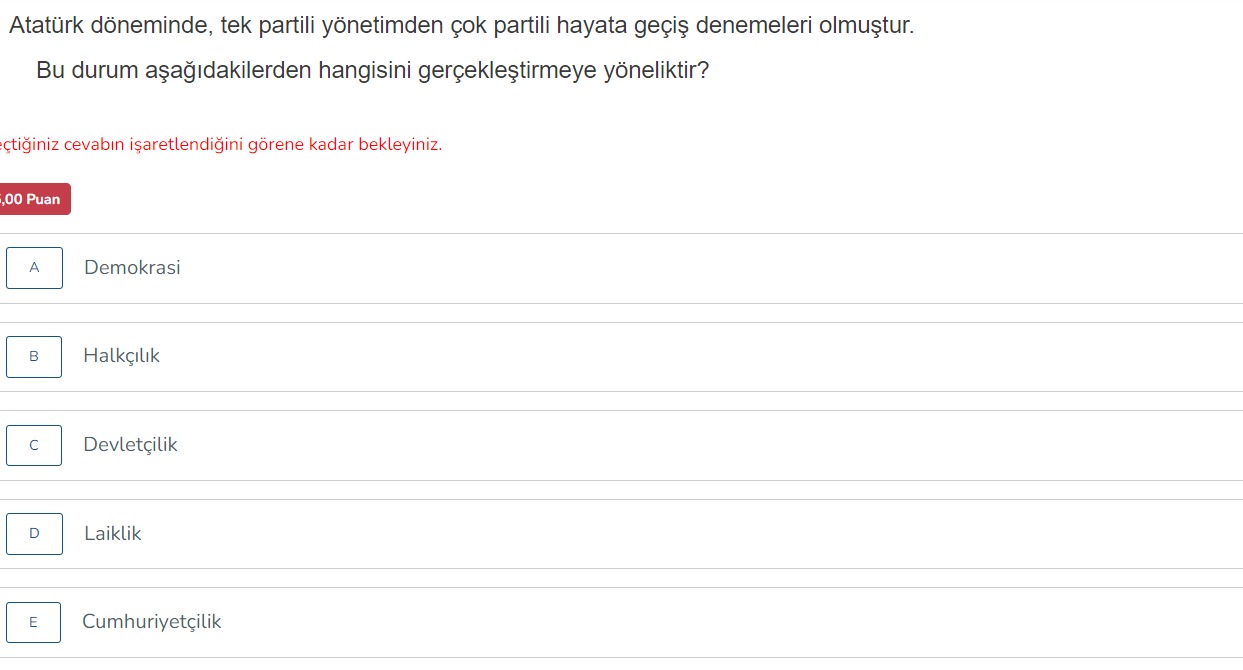 Atatürk döneminde, tek partili yönetimden çok partili hayata geçiş denemeleri olmuştur.
Bu durum aşağıdakilerden hangisini gerçekleştirmeye yöneliktir?
eçtiğiniz cevabın işaretlendiğini görene kadar bekleyiniz.
,00 Puan
A Demokrasi
B Halkçılık
C Devletçilik
D Laiklik
E Cumhuriyetçilik